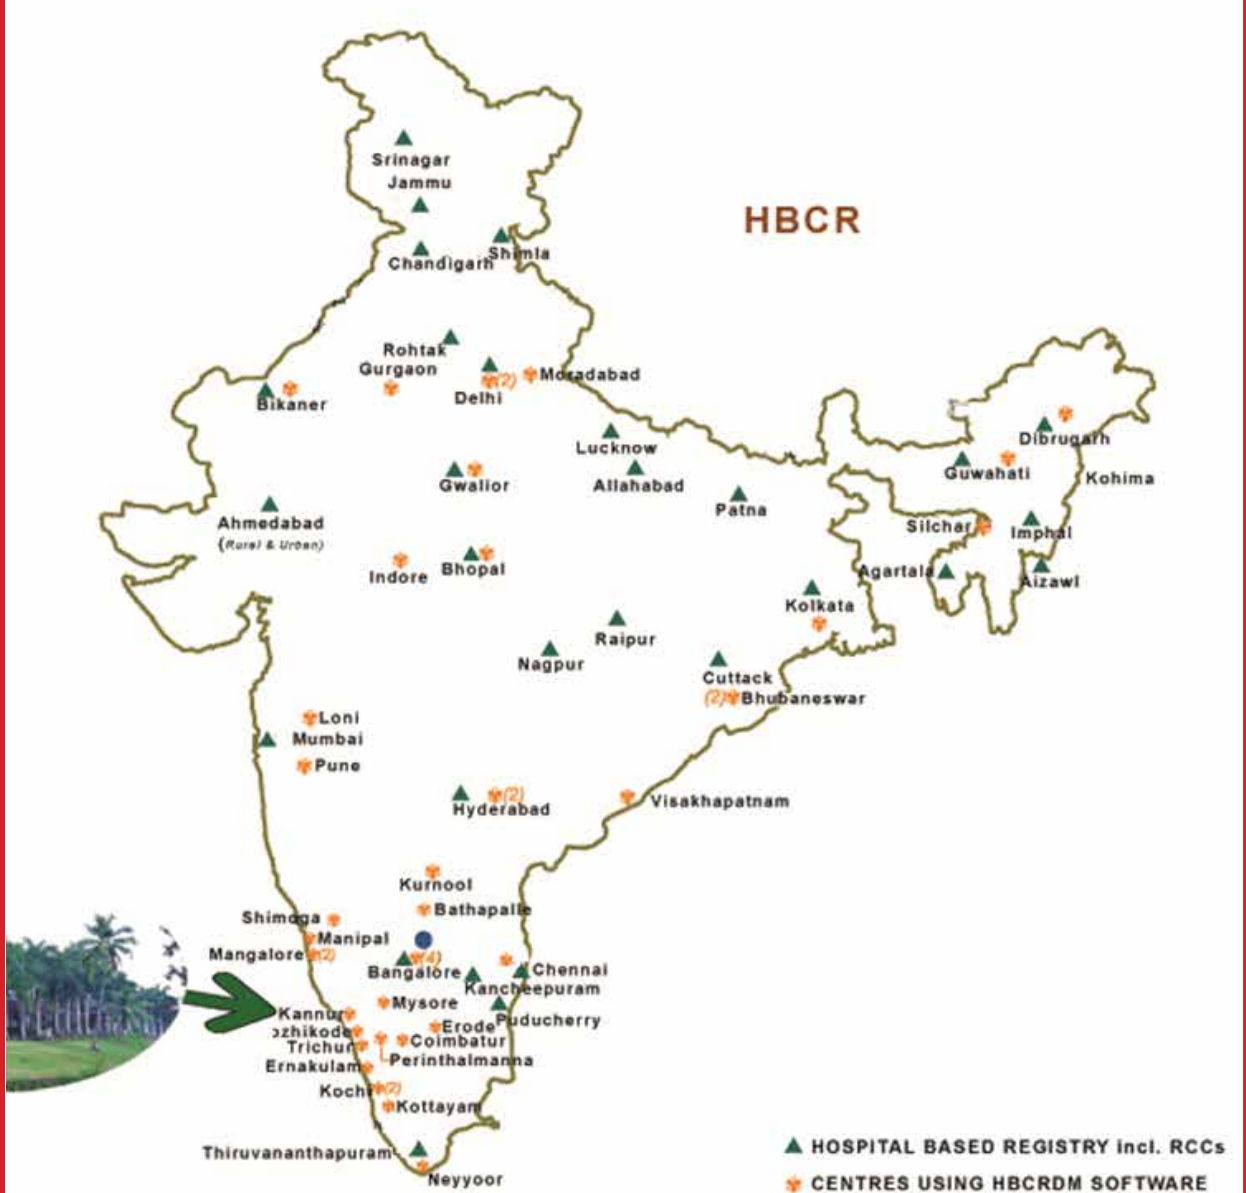 Srinagar
Jammu
HBCR
Shimla
Chandigarh
Rohtak
Gurgaon
(2)
Moradabad
Delhi
Bikaner
Lucknow
Dibrugarh
Guwahati
Kohima
Gwalior
Allahabad
Patna
Ahmedabad
(Rural & Urban)
Silchar
Imphal
Indore
Bhopal
Agartala
Aizawl
Kolkata
Raipur
Nagpur
Cuttack
(2)
Bhubaneswar
Loni
Mumbai
Pune
(2)
Hyderabad
Visakhapatnam
Kurnool
Bathapalle
Shimoga
Manipal
Mangalore
(2)
(4)
Bangalore
Chennai
Kancheepuram
Mysore
Kannur
Puducherry
Erode
ozhikode
Coimbatur
Trichur
Perinthalmanna
Ernakulam
Kochi
(2)
Kottayam
Thiruvananthapuram
Neyyoor
HOSPITAL BASED REGISTRY incl. RCCs
CENTRES USING HBCRDM SOFTWARE